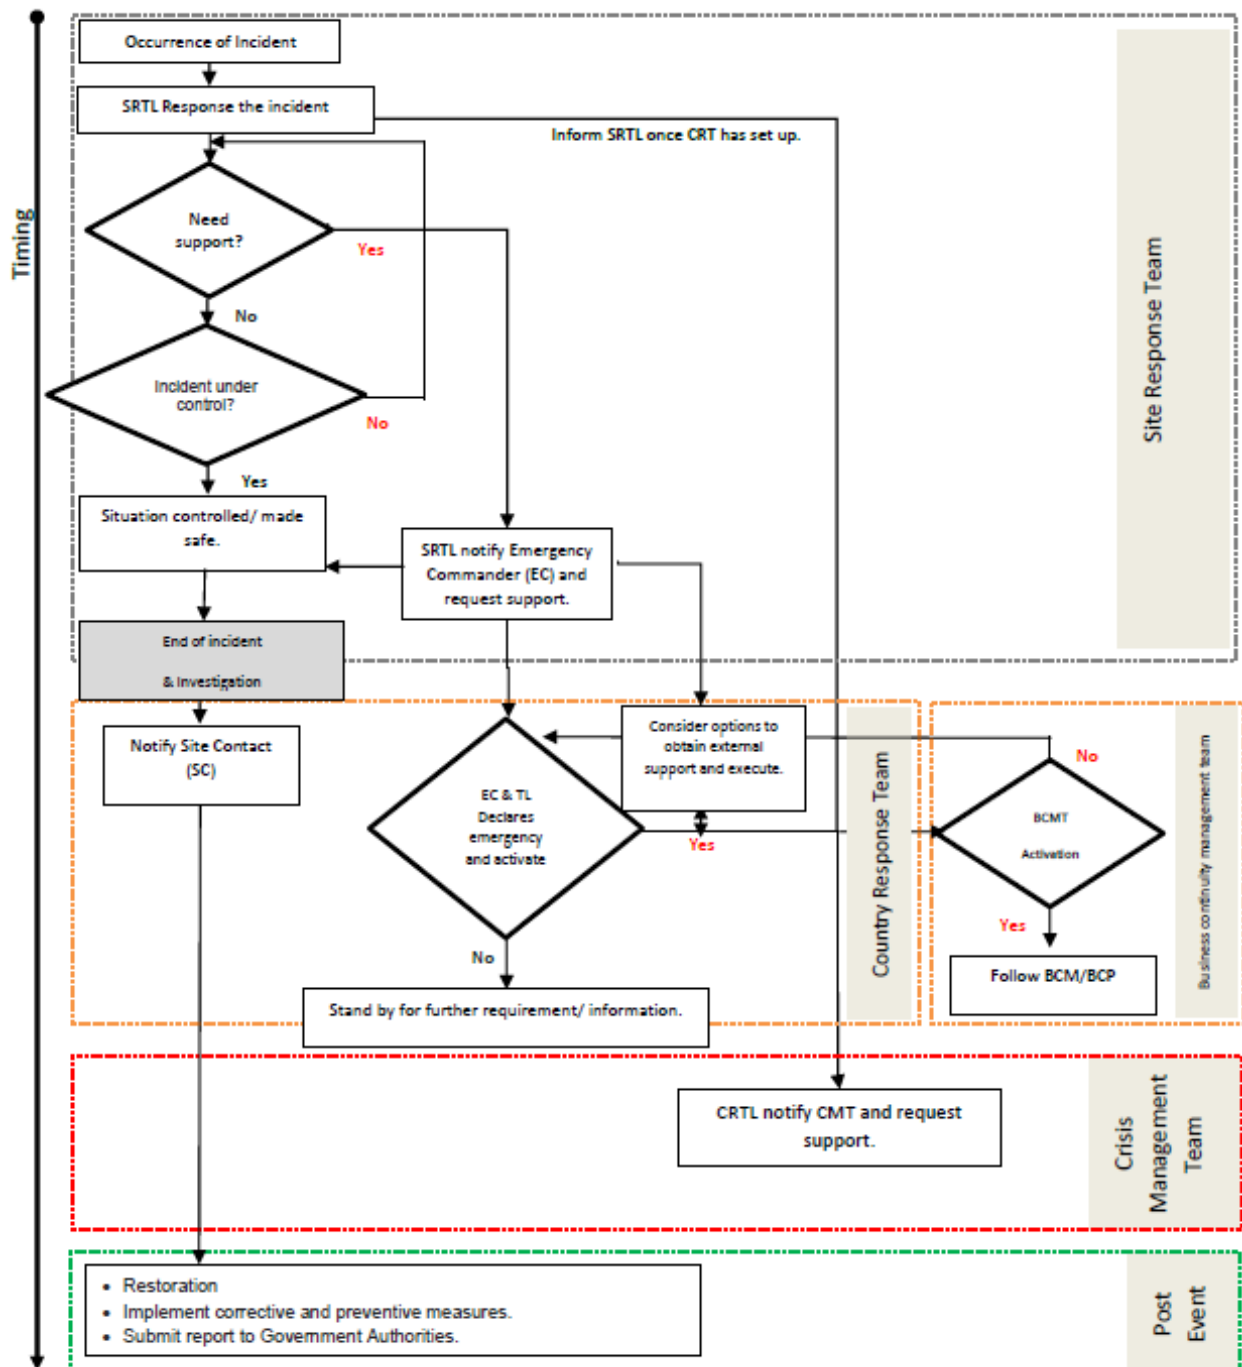 Timing
Occurrence of Incident
SRTL Response the incident
Inform SRTL once CRT has set up.
Need
support?
Yes
No
Incident under
control?
No
Yes
Situation controlled/ made
safe.
SRTL notify Emergency
Commander (EC) and
request support.
End of incident
& Investigation
Site Response Team
Notify Site Contact
(SC)
Consider options to
obtain external
support and execute.
EC & TL
Declares
emergency
and activate
Yes
No
Stand by for further requirement/ information.
Country Response Team
No
BCMT
Activation
Yes
Follow BCM/BCP
Business continuity management team
CRTL notify CMT and request
support.
Crisis
Management
Team
• Restoration
• Implement corrective and preventive measures.
• Submit report to Government Authorities.
Post
Event